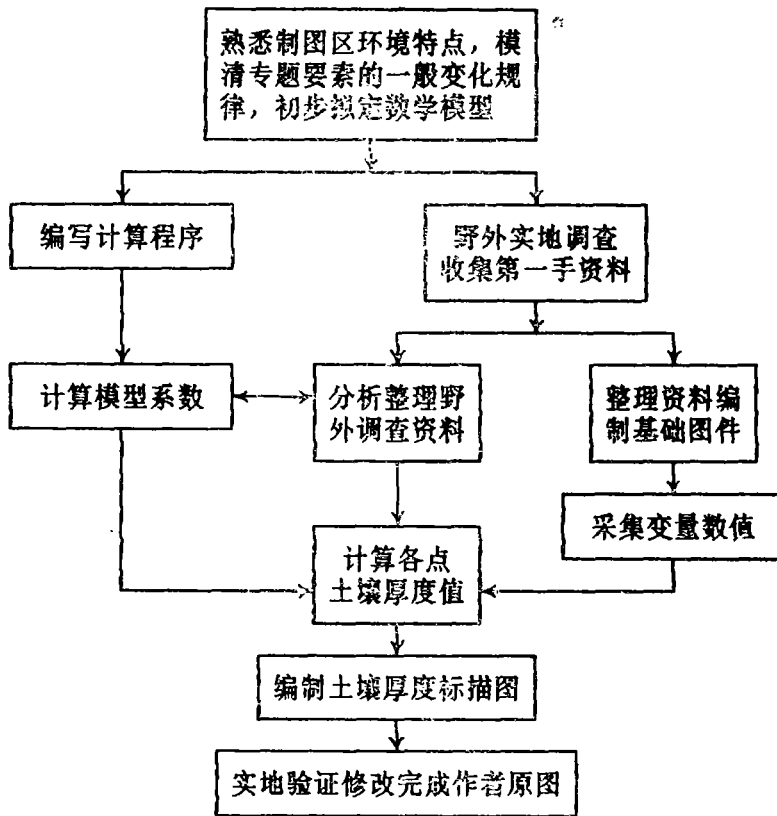 熟悉制图区环境特点，模
清专题要素的一般变化规
律，初步拟定数学模型
编写计算程序
野外实地调查
收集第一手资料
计算模型系数
分析整理野
外调查资料
整理资料编
制基础图件
采集变量数值
计算各点
土壤厚度值
编制土壤厚度标描图
实地验证修改完成作者原图